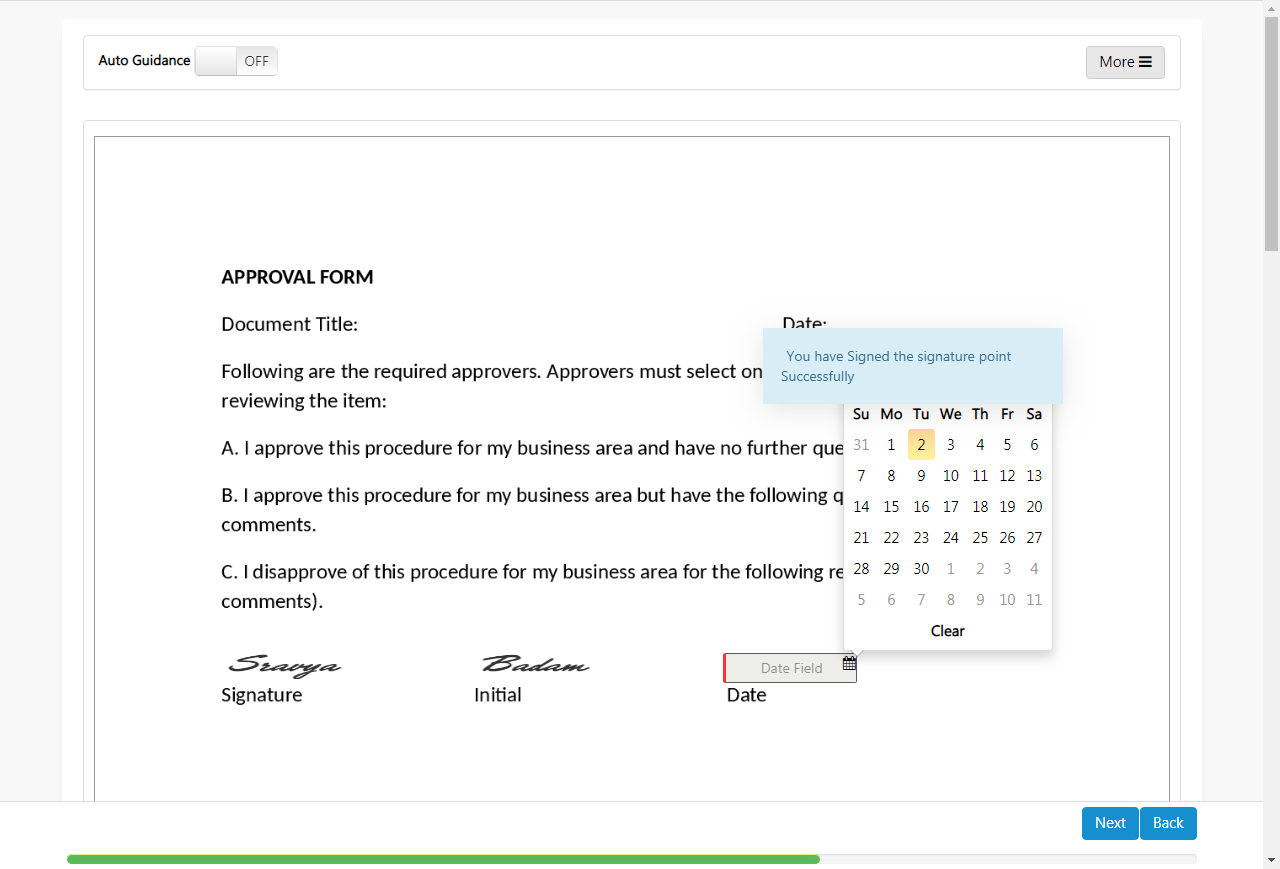 Auto Guidance OFF More
APPROVAL FORM
Document Title: Date:
Following are the required approvers. Approvers must select on
reviewing the item:
You have Signed the signature point
Successfully
A. I approve this procedure for my business area and have no further que
B. I approve this procedure for my business area but have the following q
comments.
C. I disapprove of this procedure for my business area for the following re
comments).
Su Mo Tu We Th Fr Sa
31 1 2 3 4 5 6
7 8 9 10 11 12 13
14 15 16 17 18 19 20
21 22 23 24 25 26 27
28 29 30 1 2 3 4
5 6 7 8 9 10 11
Clear
Sravya Badam Date Field
Signature Initial Date
Next Back